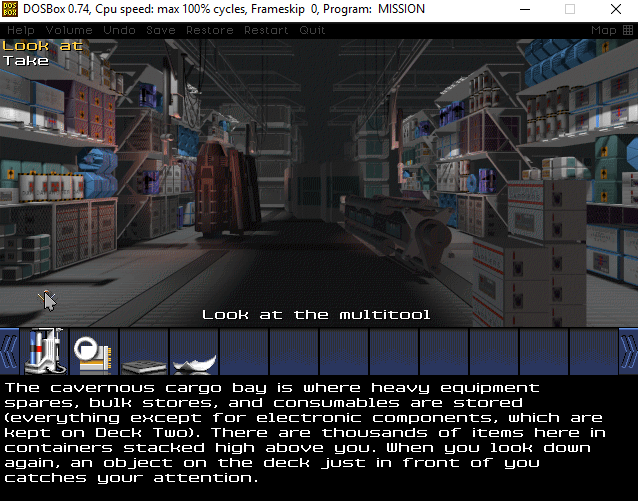 DOS
BOX
DOSBox 0.74, Cpu speed: max 100% cycles, Frameskip 0, Program: MISSION
Help Volume Undo Save Restore Restart Quit Map
Look at
Take
Look at the multitool
The cavernous cargo bay is where heavy equipment
spares, bulk stores, and consumables are stored
(everything except for electronic components, which are
kept on Deck Two). There are thousands of items here in
containers stacked high above you. When you look down
again, an object on the deck just in front of you
catches your attention.